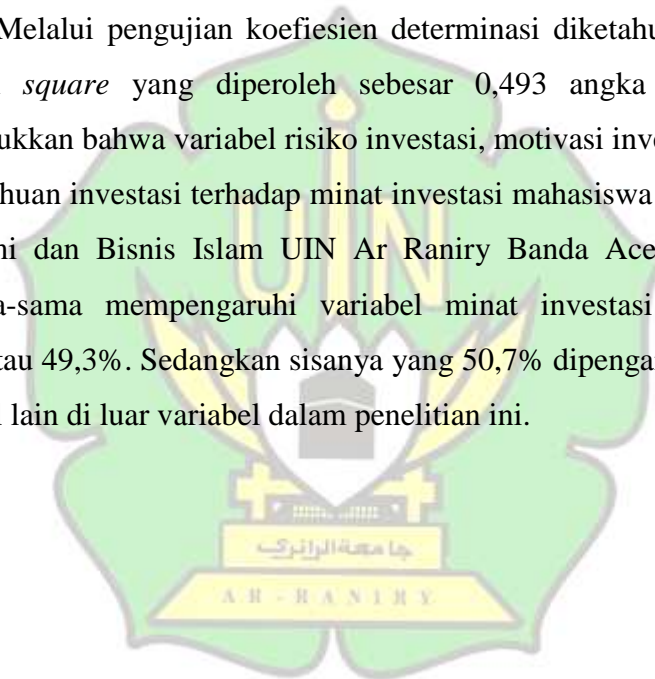 Melalui pengujian koefiesien determinasi diketahu
square yang diperoleh sebesar 0,493 angka
ukkan bahwa variabel risiko investasi, motivasi inve
huan investasi terhadap minat investasi mahasiswa
ni dan Bisnis Islam UIN Ar Raniry Banda Ace
a-sama mempengaruhi variabel minat investasi
tau 49,3%. Sedangkan sisanya yang 50,7% dipengar
lain di luar variabel dalam penelitian ini.
UIN
جامعة الرانري
AR-RANIRY